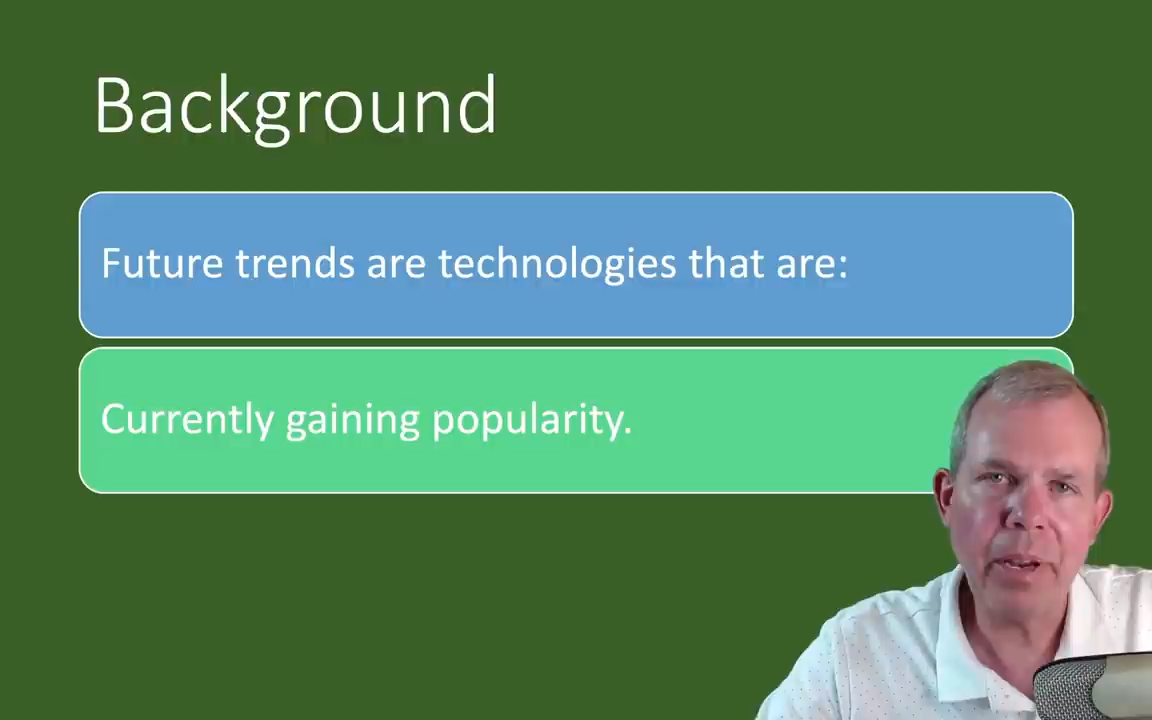 Background
Future trends are technologies that are:
Currently gaining popularity.